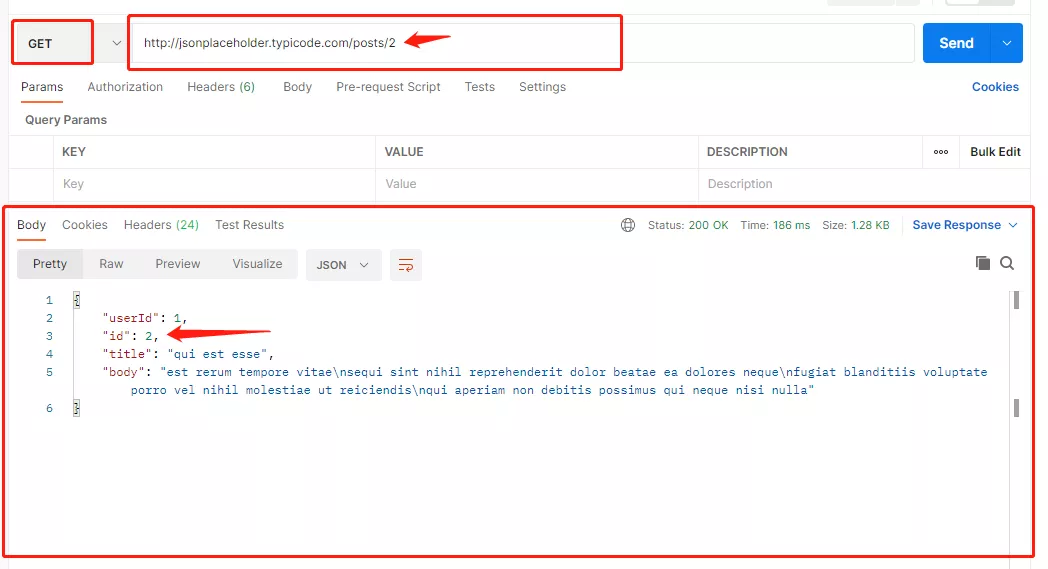 GET http://jsonplaceholder.typicode.com/posts/2 Send
Params Authorization Headers (6) Body Pre-request Script Tests Settings Cookies
Query Params
KEY VALUE DESCRIPTION ooo Bulk Edit
Key Value Description
Body Cookies Headers (24) Test Results Status: 200 OK Time: 186 ms Size: 1.28 KB Save Response
Pretty Raw Preview Visualize JSON
1 {
2 "userId": 1,
3 "id": 2,
4 "title": "qui est esse",
5 "body": "est rerum tempore vitae\nsequi sint nihil reprehenderit dolor beatae ea dolores neque\nfugiat blanditiis voluptate
porro vel nihil molestiae ut reiciendis\nqui aperiam non debitis possimus qui neque nisi nulla"
6 }